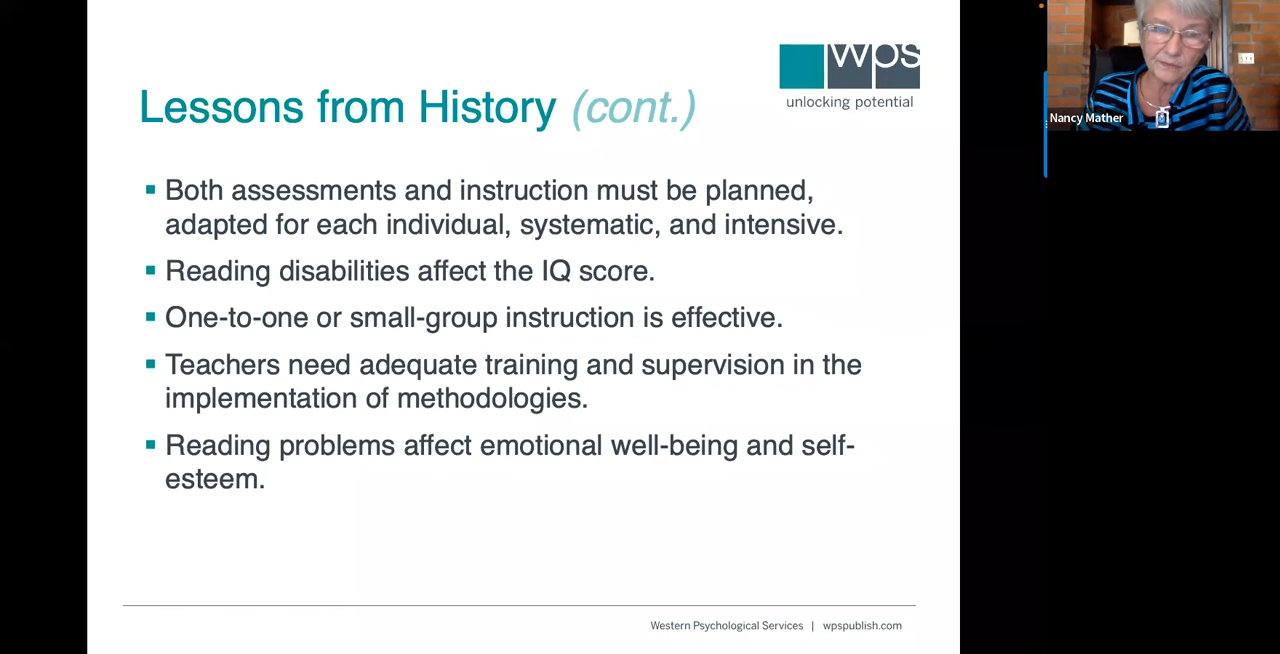 wps
unlocking potential
Lessons from History (cont.)
Both assessments and instruction must be planned,
adapted for each individual, systematic, and intensive.
Reading disabilities affect the IQ score.
One-to-one or small-group instruction is effective.
Teachers need adequate training and supervision in the
implementation of methodologies.
Reading problems affect emotional well-being and self-
esteem.
Western Psychological Services | wpspublish.com
Nancy Mather